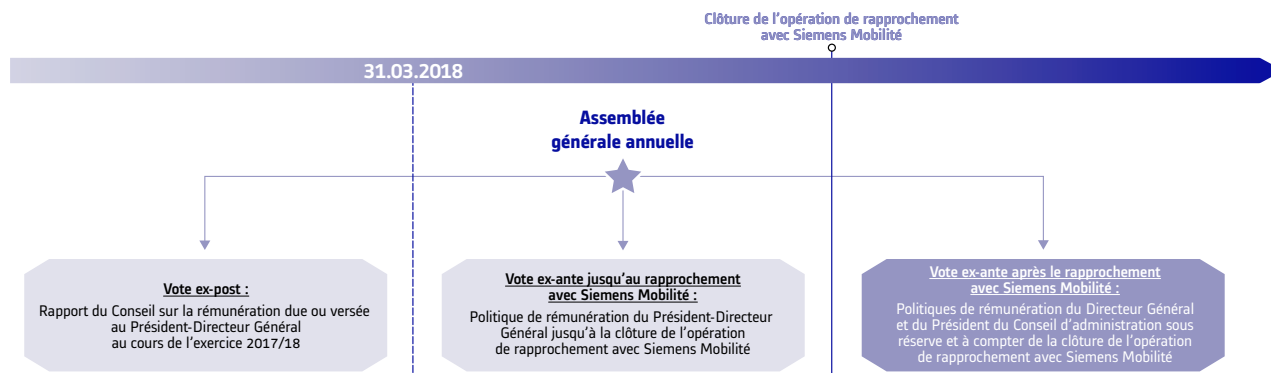 Clôture de l'opération de rapprochement
avec Siemens Mobilité
31.03.2018
Assemblée
générale annuelle
Vote ex-post :
Rapport du Conseil sur la rémunération due ou versée
au Président-Directeur Général
au cours de l'exercice 2017/18
Vote ex-ante jusqu'au rapprochement
avec Siemens Mobilité :
Politique de rémunération du Président-Directeur
Général jusqu'à la clôture de l'opération
de rapprochement avec Siemens Mobilité
Vote ex-ante après le rapprochement
avec Siemens Mobilité :
Politiques de rémunération du Directeur Général
et du Président du Conseil d'administration sous
réserve et à compter de la clôture de l'opération
de rapprochement avec Siemens Mobilité